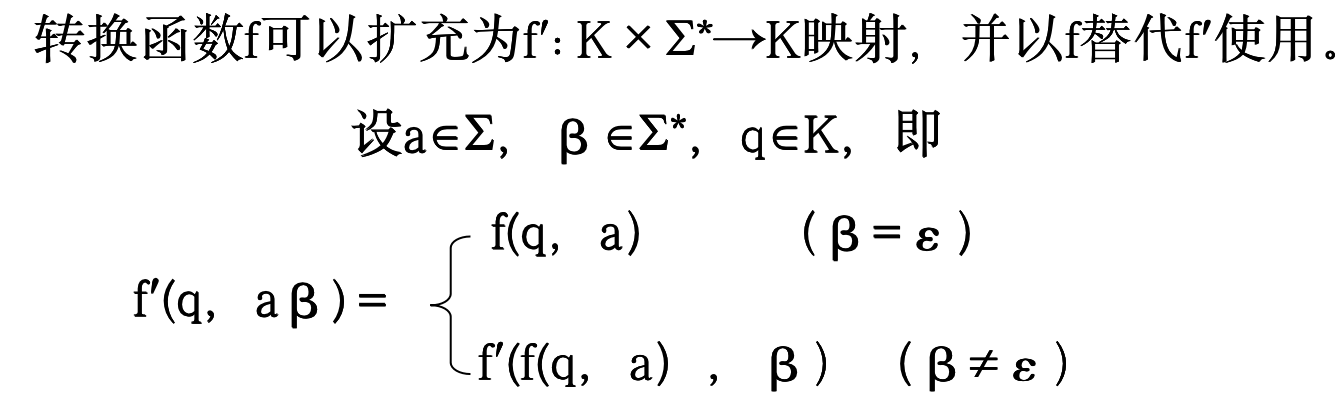 转换函数f可以扩充为f′: K × Σ*→K映射, 并以f替代f′使用。
设a∈Σ, β ∈Σ*, q∈K, 即
f(q, a) ( β = ε )
f′(q, a β ) =
f′(f(q, a) , β ) ( β ≠ ε )